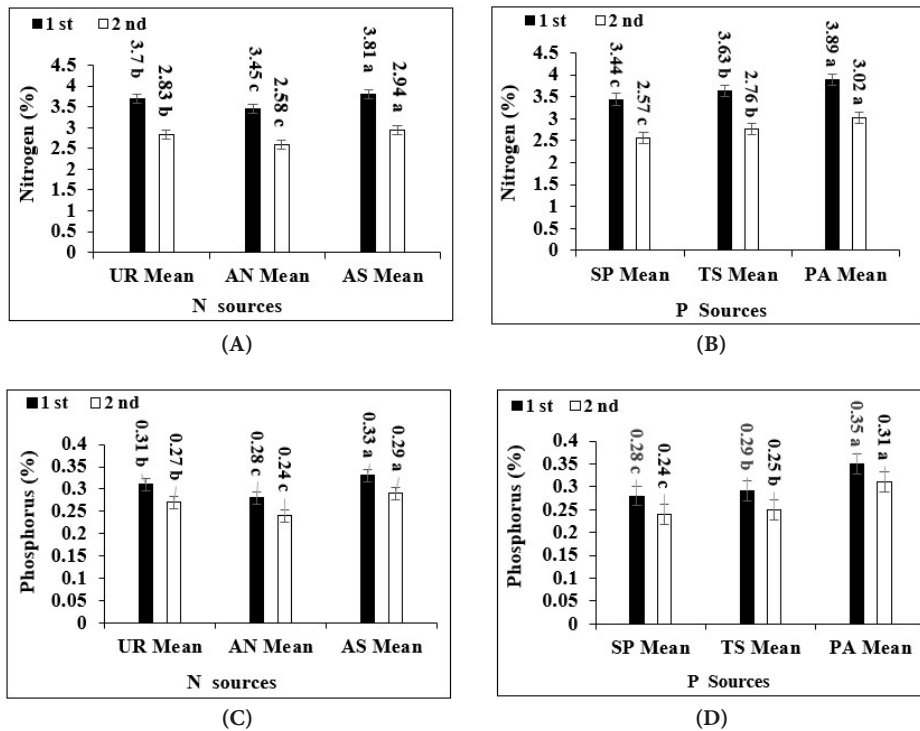 1 st 2 nd
Nitrogen (%)
4.5
4
3.5
3
2.5
2
1.5
1
0.5
0
3.7 b
2.83 b
3.45 c
2.58 c
3.81 a
2.94 a
UR Mean AN Mean AS Mean
N sources
(A)
1 st 2 nd
Nitrogen (%)
4.5
4
3.5
3
2.5
2
1.5
1
0.5
0
3.44 c
2.57 c
3.63 b
2.76 b
3.89 a
3.02 a
SP Mean TS Mean PA Mean
P Sources
(B)
1 st 2 nd
Phosphorus (%)
0.4
0.35
0.3
0.25
0.2
0.15
0.1
0.05
0
0.31 b
0.27 b
0.28 c
0.24 c
0.33 a
0.29 a
UR Mean AN Mean AS Mean
N sources
(C)
1 st 2 nd
Phosphorus (%)
0.4
0.35
0.3
0.25
0.2
0.15
0.1
0.05
0
0.28 c
0.24 c
0.29 b
0.25 b
0.35 a
0.31 a
SP Mean TS Mean PA Mean
P Sources
(D)